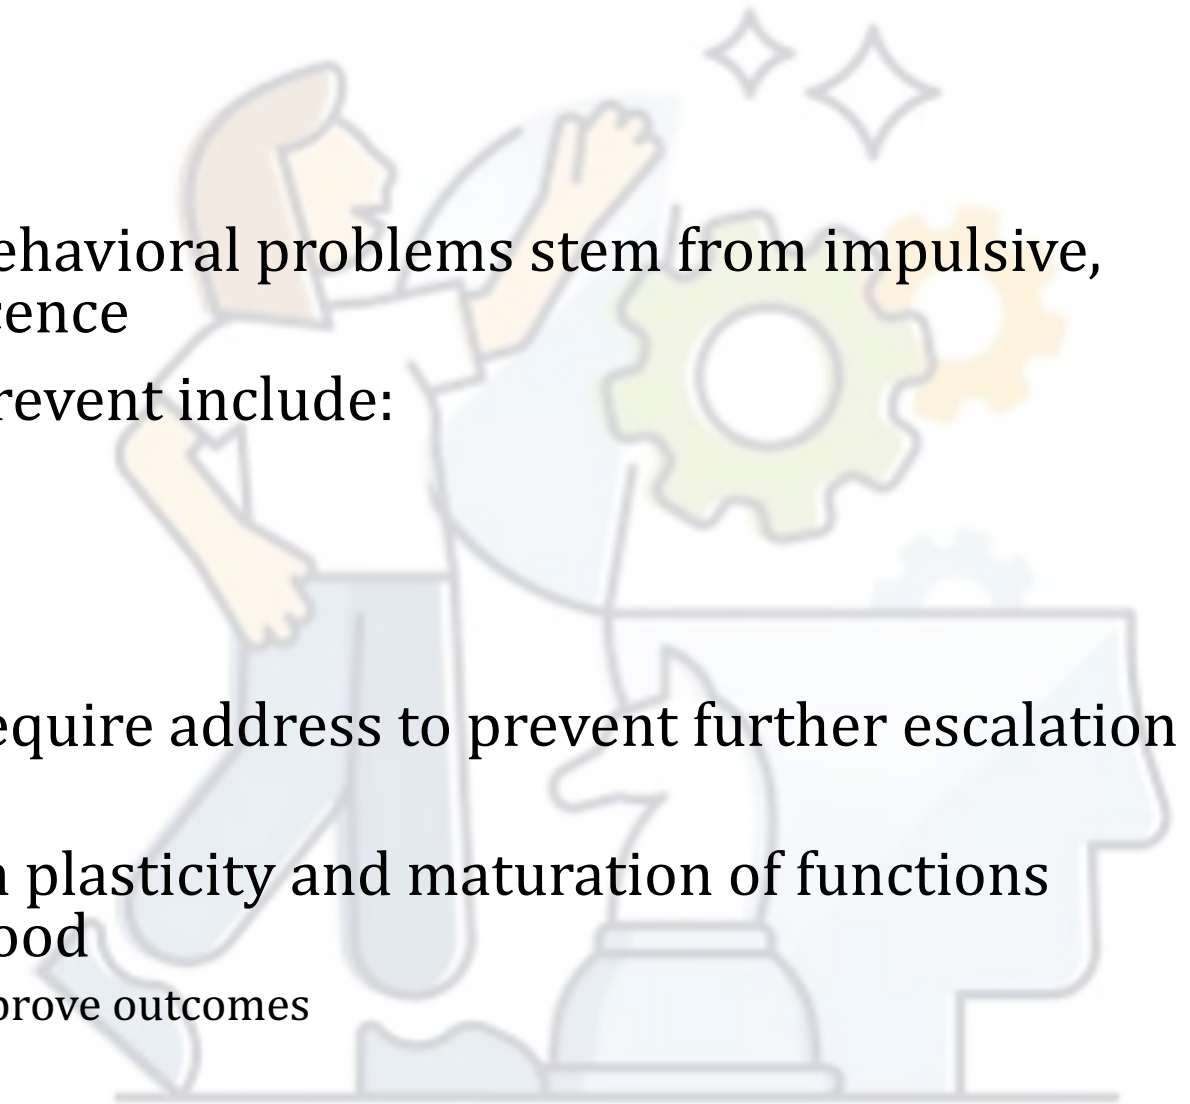 ehavioral problems stem from impulsive,
cence
revent include:
equire address to prevent further escalation
n plasticity and maturation of functions
ood
prove outcomes